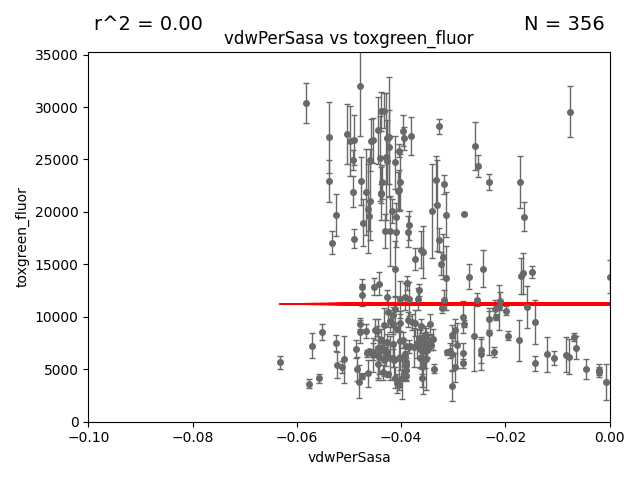 r^2 = 0.00
N = 356
vdwPerSasa vs toxgreen_fluor
35000
30000
25000
20000
15000
10000
5000
0
toxgreen_fluor
−0.10
−0.08
−0.06
−0.04
−0.02
0.00
vdwPerSasa